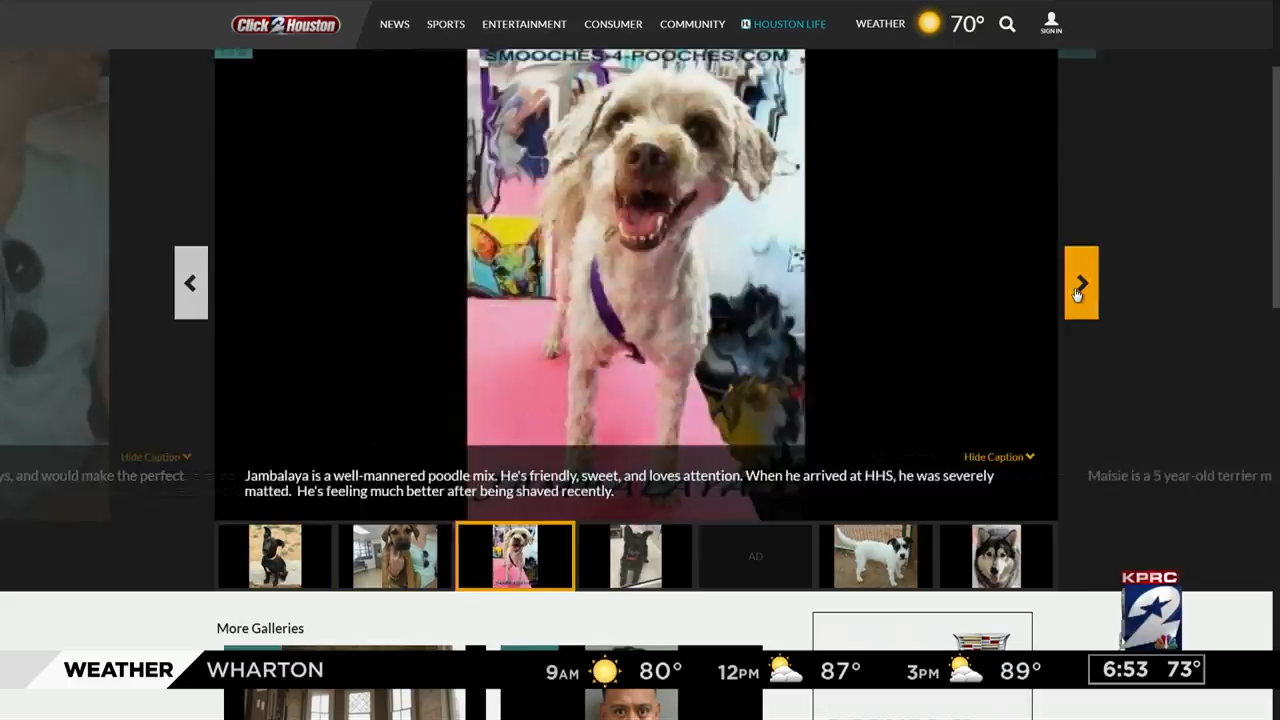 Click2Houston
NEWS
SPORTS
ENTERTAINMENT
CONSUMER
COMMUNITY
HOUSTON LIFE
WEATHER
70°
SIGN IN
SMOOCHES-4-POOCHES.COM
Hide Caption
Hide Caption
ys, and would make the perfect
Jambalaya is a well-mannered poodle mix. He's friendly, sweet, and loves attention. When he arrived at HHS, he was severely
matted. He's feeling much better after being shaved recently.
Maisie is a 5 year-old terrier m
AD
More Galleries
KPRC
2
WEATHER
WHARTON
9AM 80° 12PM 87° 3PM 89°
6:53 73°